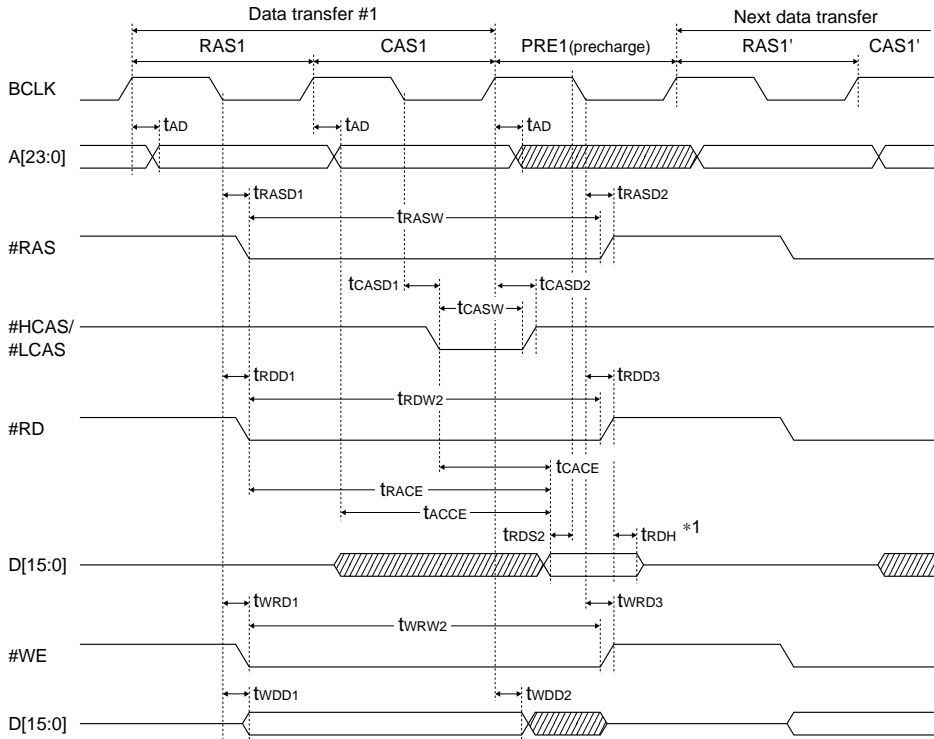 Data transfer #1 Next data transfer
RAS1 CAS1 PRE1(precharge) RAS1' CAS1'
BCLK
tAD tAD tAD
A[23:0]
tRASD1 tRASD2
tRASW
#RAS
tCASD1 tCASD2
tCASW
#HCAS/
#LCAS
tRDD1 tRDD3
tRDW2
#RD
tCACE
tRACE
tACCE
tRDS2 tRDH *1
D[15:0]
tWRD1 tWRD3
tWRW2
#WE
tWDD1 tWDD2
D[15:0]